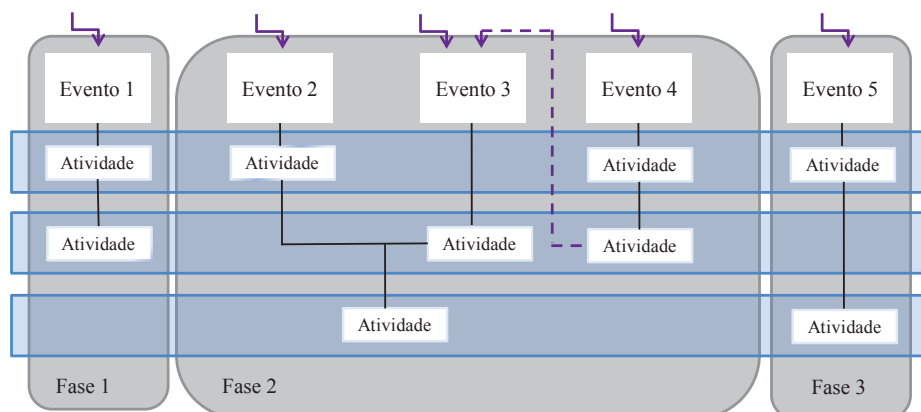 Evento 1
Evento 2
Evento 3
Evento 4
Evento 5
Atividade
Atividade
Atividade
Atividade
Atividade
Atividade
Atividade
Atividade
Atividade
Fase 1
Fase 2
Fase 3